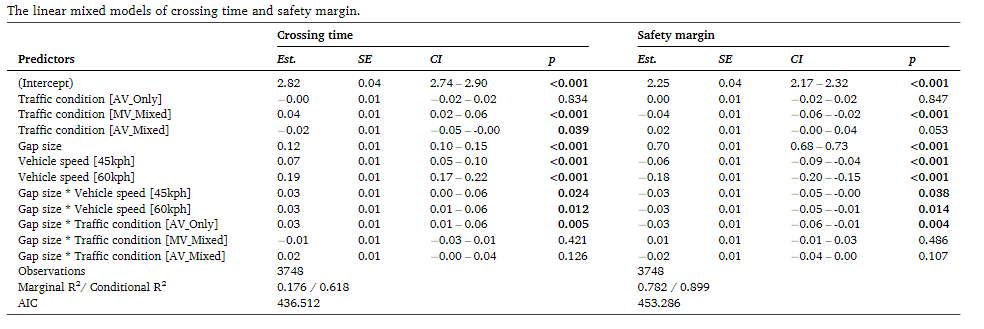 The linear mixed models of crossing time and safety margin.
Crossing time Safety margin
Predictors Est. SE CI p Est. SE CI p
(Intercept) 2.82 0.04 2.74 – 2.90 <0.001 2.25 0.04 2.17 – 2.32 <0.001
Traffic condition [AV_Only] −0.00 0.01 −0.02 – 0.02 0.834 0.00 0.01 −0.02 – 0.02 0.847
Traffic condition [MV_Mixed] 0.04 0.01 0.02 – 0.06 <0.001 −0.04 0.01 −0.06 - -0.02 <0.001
Traffic condition [AV_Mixed] −0.02 0.01 −0.05 - -0.00 0.039 0.02 0.01 −0.00 – 0.04 0.053
Gap size 0.12 0.01 0.10 – 0.15 <0.001 0.70 0.01 0.68 – 0.73 <0.001
Vehicle speed [45kph] 0.07 0.01 0.05 – 0.10 <0.001 −0.06 0.01 −0.09 - -0.04 <0.001
Vehicle speed [60kph] 0.19 0.01 0.17 – 0.22 <0.001 −0.18 0.01 −0.20 - -0.15 <0.001
Gap size * Vehicle speed [45kph] 0.03 0.01 0.00 – 0.06 0.024 −0.03 0.01 −0.05 - -0.00 0.038
Gap size * Vehicle speed [60kph] 0.03 0.01 0.01 – 0.06 0.012 −0.03 0.01 −0.05 - -0.01 0.014
Gap size * Traffic condition [AV_Only] 0.03 0.01 0.01 – 0.06 0.005 −0.03 0.01 −0.06 - -0.01 0.004
Gap size * Traffic condition [MV_Mixed] −0.01 0.01 −0.03 – 0.01 0.421 0.01 0.01 −0.01 – 0.03 0.486
Gap size * Traffic condition [AV_Mixed] 0.02 0.01 −0.00 – 0.04 0.126 −0.02 0.01 −0.04 – 0.00 0.107
Observations 3748 3748
Marginal R²/ Conditional R² 0.176 / 0.618 0.782 / 0.899
AIC 436.512 453.286